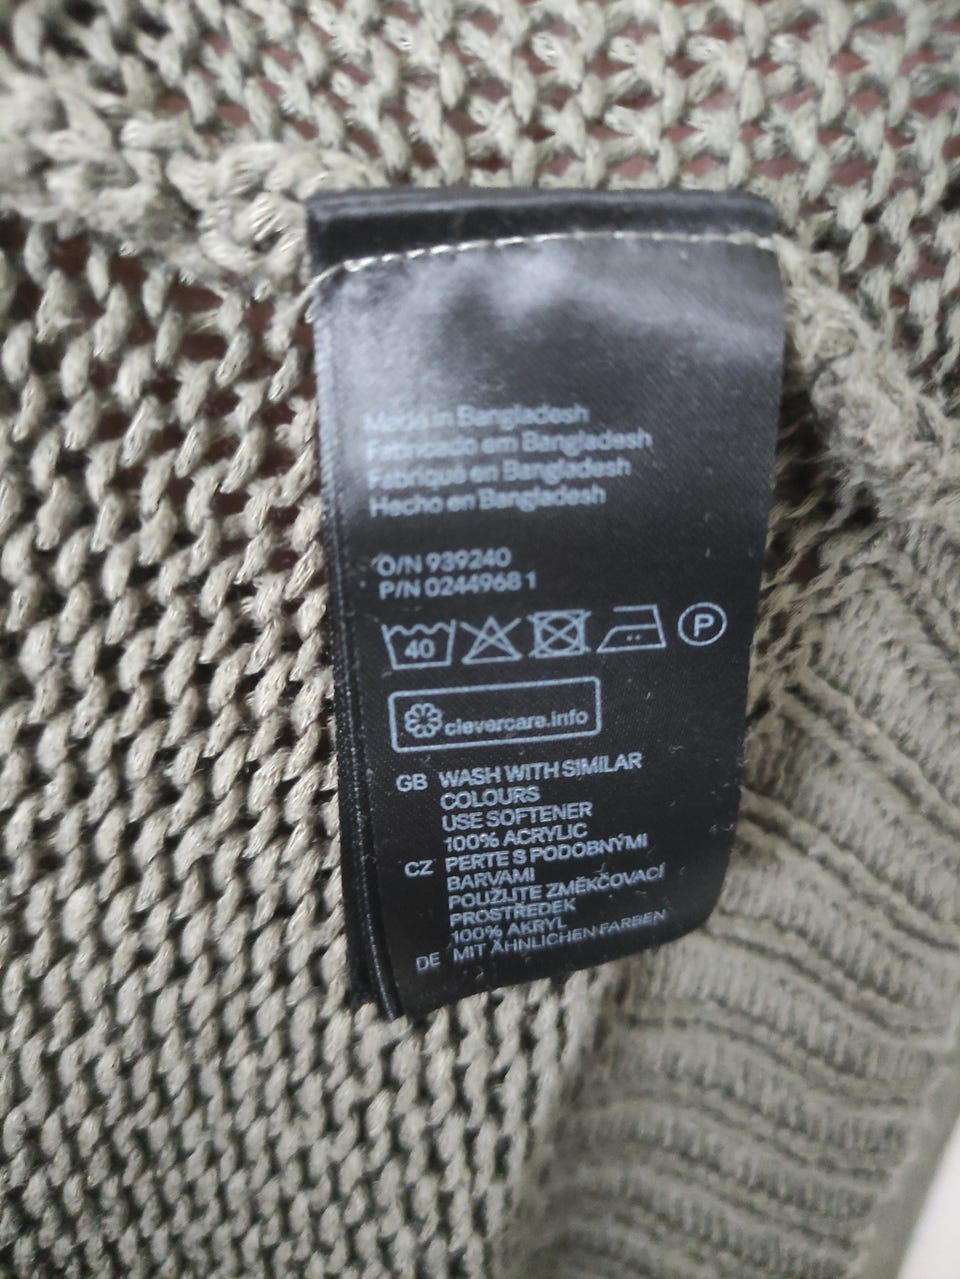 Made in Bangladesh
Fabricado em Bangladesh
Fabriqué en Bangladesh
Hecho en Bangladesh
O/N 939240
P/N 02449681
40
P
clevercare.info
GB WASH WITH SIMILAR
COLOURS
USE SOFTENER
100% ACRYLIC
CZ PERTE S PODOBNÝMI
BARVAMI
POUŽIJTE ZMĚKČOVACÍ
PROSTŘEDEK
100% AKRYL
DE MIT ÄHNLICHEN FARBEN